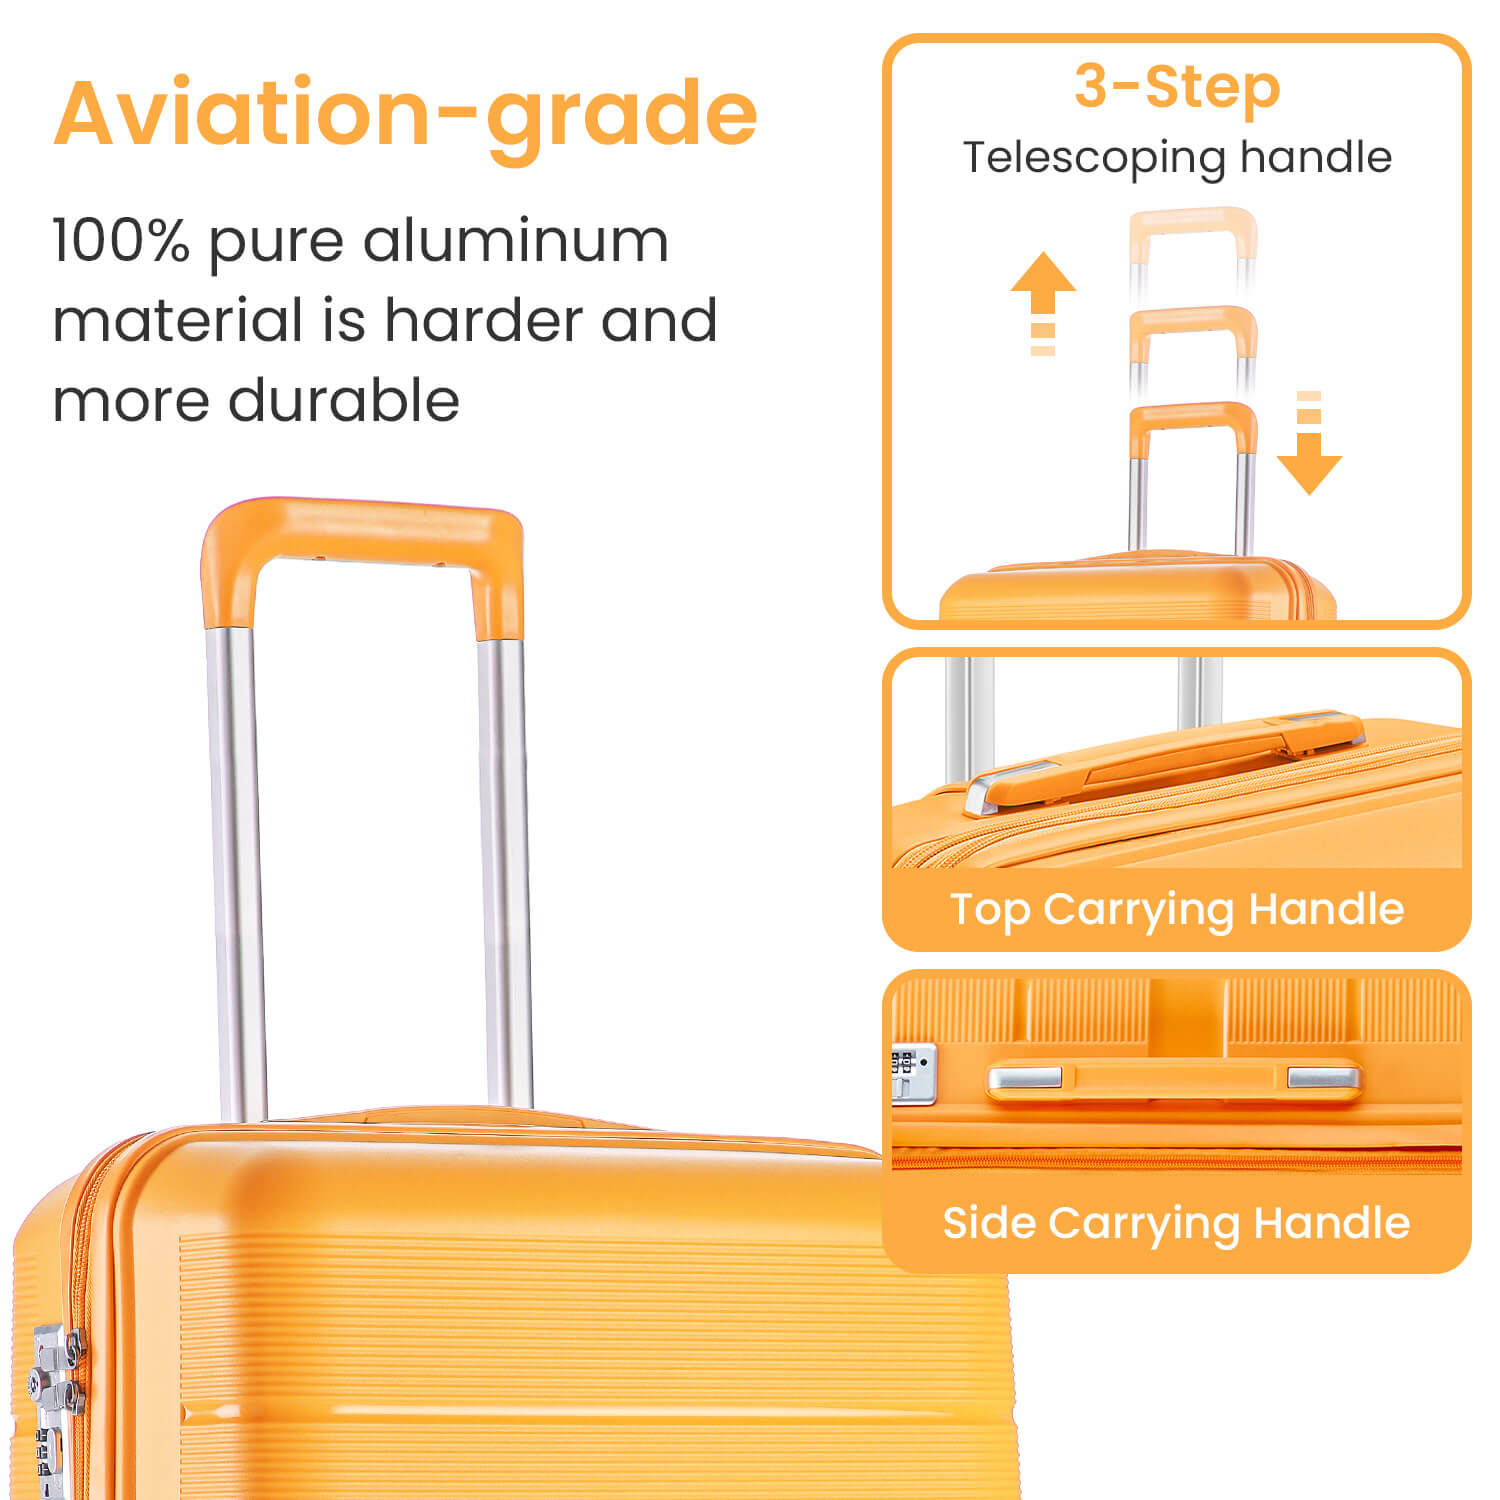 Aviation-grade
100% pure aluminum
material is harder and
more durable
3-Step
Telescoping handle
Top Carrying Handle
Side Carrying Handle